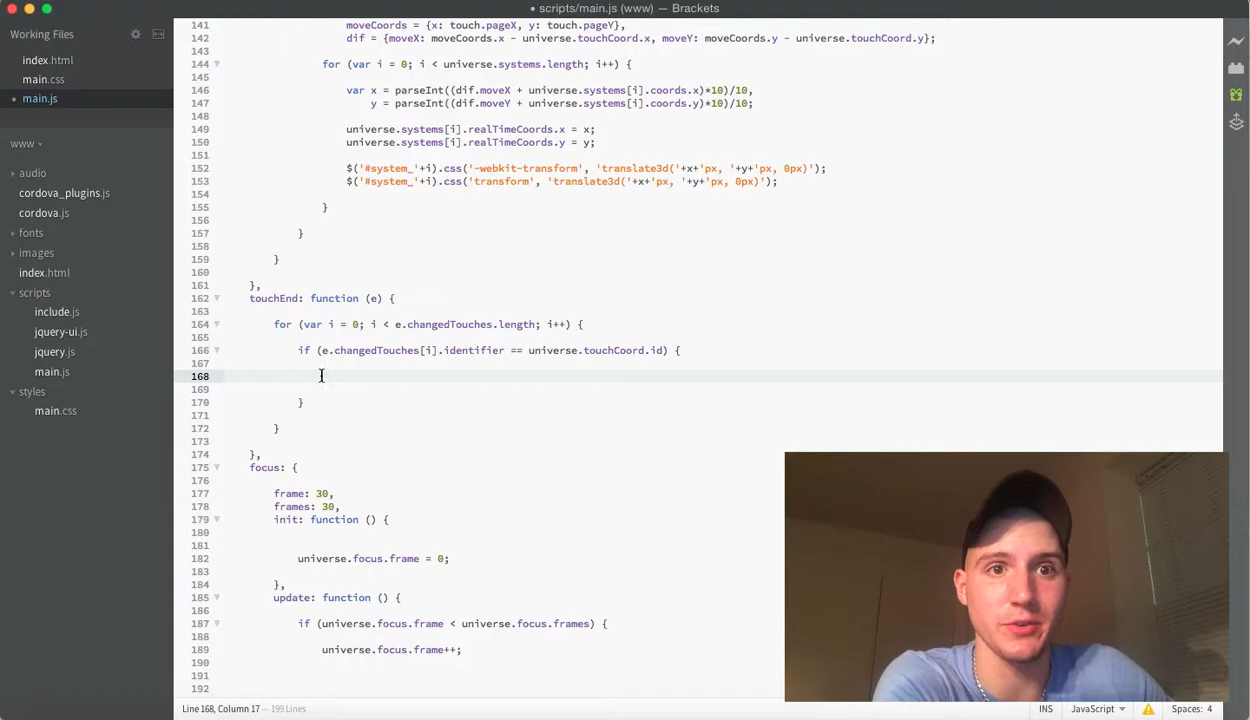 • scripts/main.js (www) — Brackets
Working Files
index.html
main.css
• main.js
www
audio
cordova_plugins.js
cordova.js
fonts
images
index.html
scripts
include.js
jquery-ui.js
jquery.js
main.js
styles
main.css
141 moveCoords = {x: touch.pageX, y: touch.pageY},
142 dif = {moveX: moveCoords.x - universe.touchCoord.x, moveY: moveCoords.y - universe.touchCoord.y};
143
144 for (var i = 0; i < universe.systems.length; i++) {
145
146 var x = parseInt((dif.moveX + universe.systems[i].coords.x)*10)/10,
147 y = parseInt((dif.moveY + universe.systems[i].coords.y)*10)/10;
148
149 universe.systems[i].realTimeCoords.x = x;
150 universe.systems[i].realTimeCoords.y = y;
151
152 $('#system_'+i).css('-webkit-transform', 'translate3d('+x+'px, '+y+'px, 0px)');
153 $('#system_'+i).css('transform', 'translate3d('+x+'px, '+y+'px, 0px)');
154
155 }
156
157 }
158
159 }
160
161 },
162 touchEnd: function (e) {
163
164 for (var i = 0; i < e.changedTouches.length; i++) {
165
166 if (e.changedTouches[i].identifier == universe.touchCoord.id) {
167
168
169
170 }
171
172 }
173
174 },
175 focus: {
176
177 frame: 30,
178 frames: 30,
179 init: function () {
180
181
182 universe.focus.frame = 0;
183
184 },
185 update: function () {
186
187 if (universe.focus.frame < universe.focus.frames) {
188
189 universe.focus.frame++;
190
191
192
Line 168, Column 17 — 199 Lines
INS JavaScript Spaces: 4